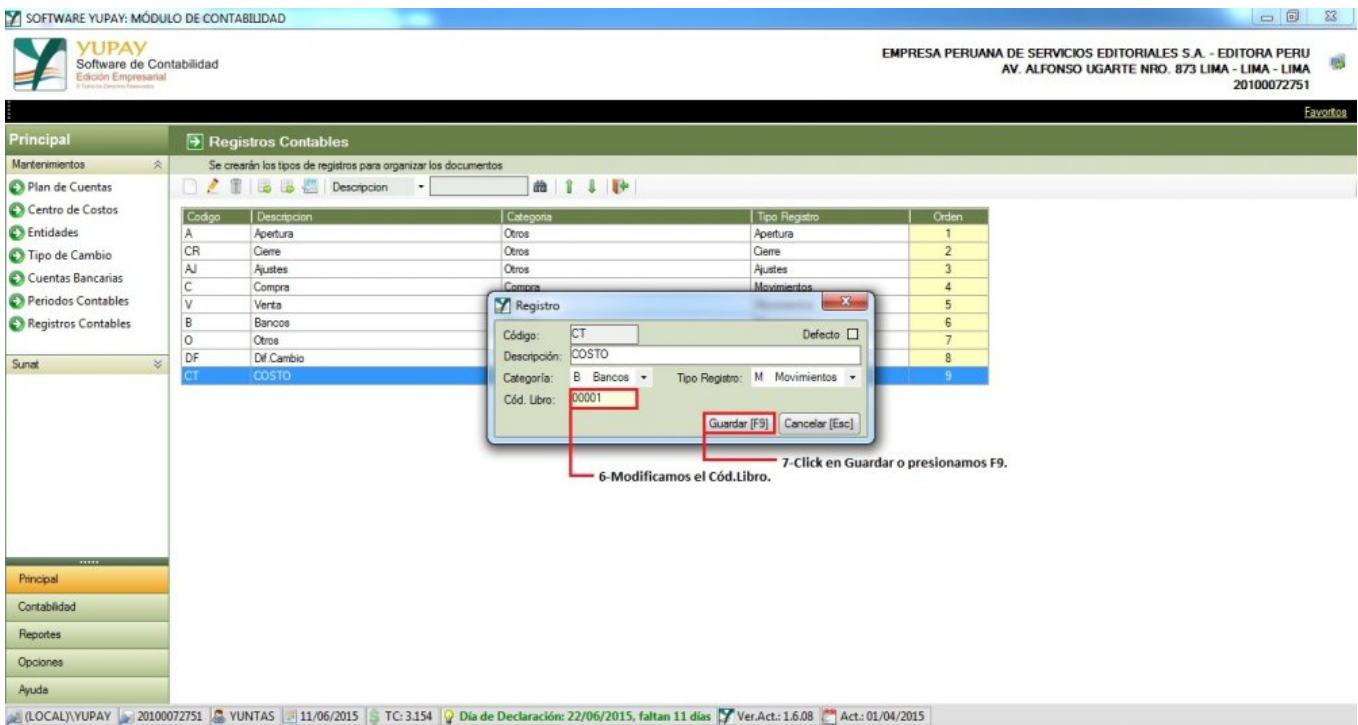 SOFTWARE YUPAY: MÓDULO DE CONTABILIDAD
YUPAY
Software de Contabilidad
Edición Empresarial
EMPRESA PERUANA DE SERVICIOS EDITORIALES S.A. - EDITORA PERU
AV. ALFONSO UGARTE NRO. 873 LIMA - LIMA - LIMA
20100072751
Favoritos
Principal
Registros Contables
Mantenimientos
Se crearán los tipos de registro para organizar los documentos
Plan de Cuentas
Centro de Costos
Entidades
Tipo de Cambio
Cuentas Bancarias
Periodos Contables
Registros Contables
Sunat
Descripcion
Codigo Descripcion Categoria Tipo Registro Orden
A Apertura Otros Apertura 1
CR Cierre Otros Cierre 2
AJ Ajustes Otros Ajustes 3
C Compra Compra Movimientos 4
V Venta 5
B Bancos 6
O Otros 7
DF Dif.Cambio 8
CT COSTO 9
Registro
Código: CT Defecto
Descripción: COSTO
Categoría: B Bancos Tipo Registro: M Movimientos
Cód. Libro: 00001
Guardar [F9] Cancelar [Esc]
7-Click en Guardar o presionamos F9.
6-Modificamos el Cód.Libro.
Principal
Contabilidad
Reportes
Opciones
Ayuda
(LOCAL)\YUPAY 20100072751 YUNTAS 11/06/2015 TC: 3.154 Día de Declaración: 22/06/2015, faltan 11 días Ver.Act.: 1.6.08 Act.: 01/04/2015